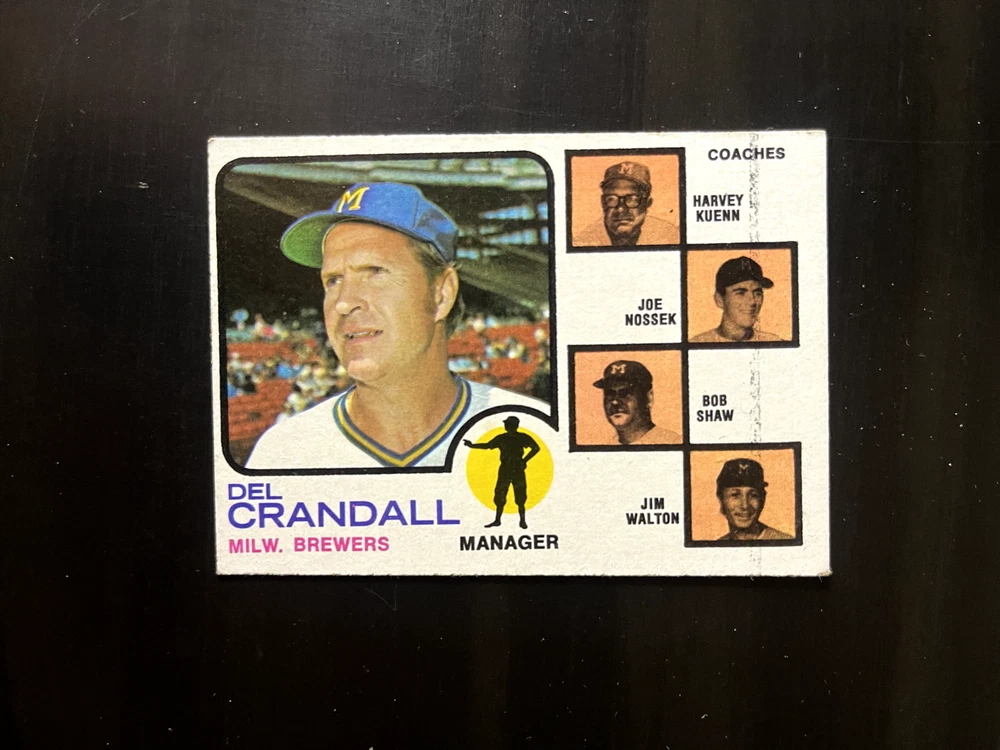 M
DEL
CRANDALL
MILW. BREWERS
MANAGER
COACHES
M
HARVEY
KUENN
JOE
NOSSEK
M
M
BOB
SHAW
JIM
WALTON
M